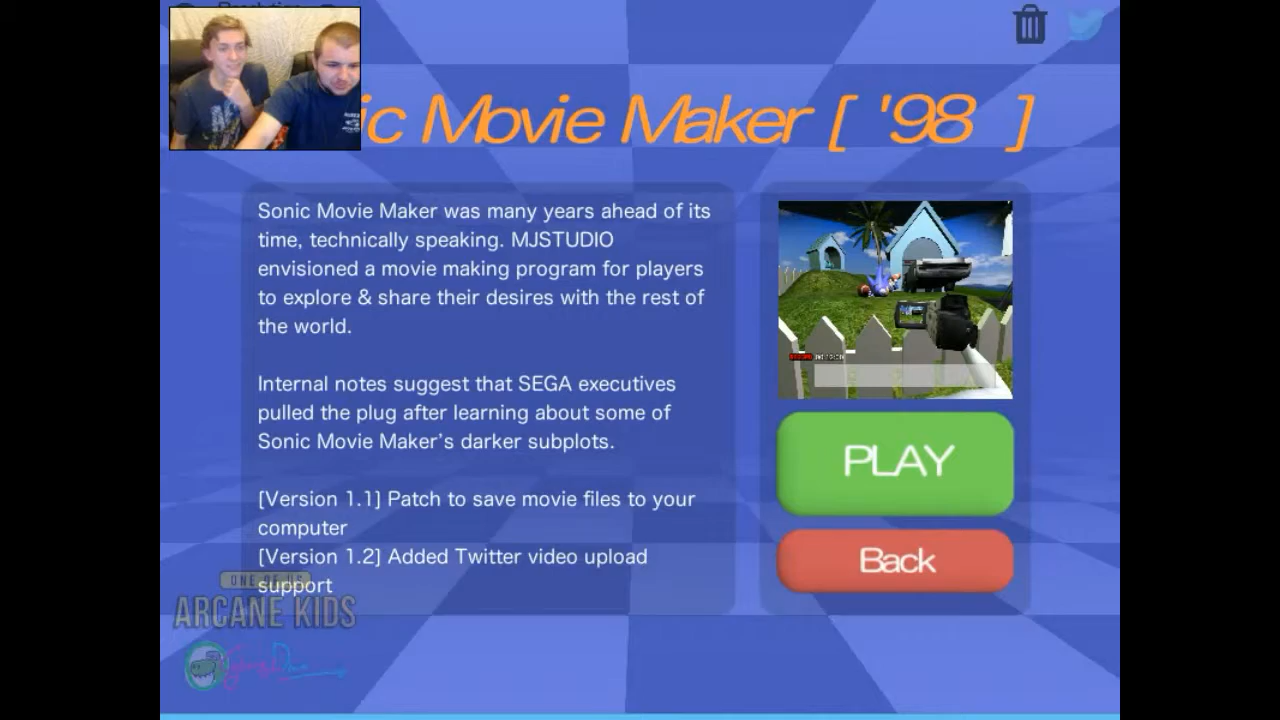 ic Movie Maker [ '98 ]
Sonic Movie Maker was many years ahead of its
time, technically speaking. MJSTUDIO
envisioned a movie making program for players
to explore & share their desires with the rest of
the world.
Internal notes suggest that SEGA executives
pulled the plug after learning about some of
Sonic Movie Maker's darker subplots.
[Version 1.1] Patch to save movie files to your
computer
[Version 1.2] Added Twitter video upload
support
PLAY
Back
ONE OF US
ARCANE KIDS